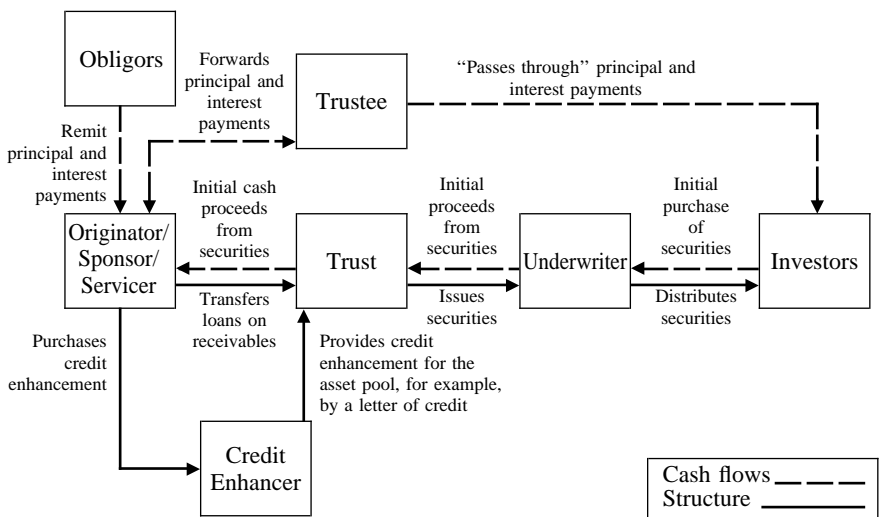 Obligors
Forwards
principal and
interest
payments
Trustee
“Passes through” principal and
interest payments
Remit
principal and
interest
payments
Originator/
Sponsor/
Servicer
Initial cash
proceeds
from
securities
Transfers
loans on
receivables
Trust
Initial
proceeds
from
securities
Issues
securities
Underwriter
Initial
purchase
of
securities
Distributes
securities
Investors
Purchases
credit
enhancement
Provides credit
enhancement for the
asset pool, for example,
by a letter of credit
Credit
Enhancer
Cash flows
Structure